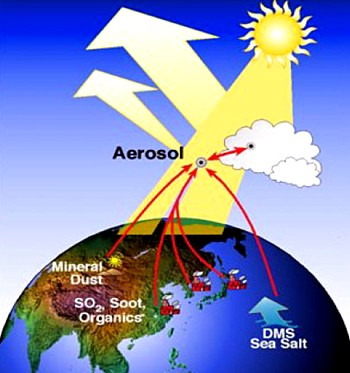 Aerosol
Mineral
Dust
SO₂, Soot,
Organics
DMS
Sea Salt